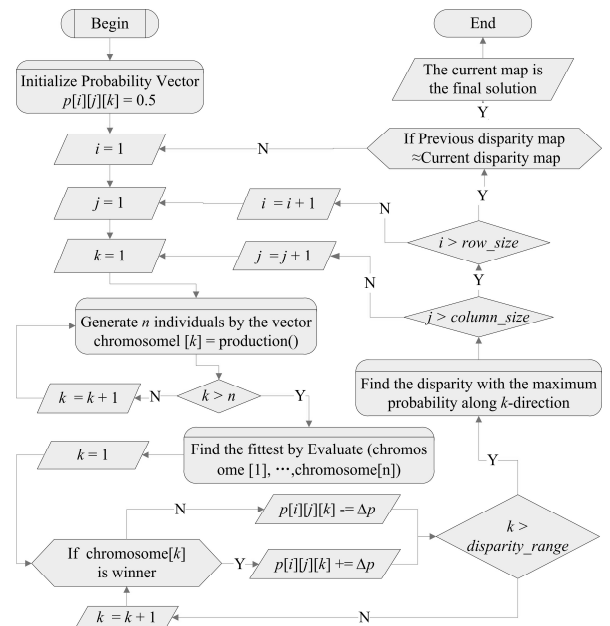 Begin
End
Initialize Probability Vector
p[i][j][k] = 0.5
The current map is
the final solution
Y
i = 1
N
If Previous disparity map
≈Current disparity map
Y
j = 1
i = i + 1
N
i > row_size
k = 1
j = j + 1
N
Y
j > column_size
Generate n individuals by the vector
chromosomel [k] = production()
k = k + 1
N
k > n
Y
Find the disparity with the maximum
probability along k-direction
k = 1
Find the fittest by Evaluate (chromos
ome [1], ···,chromosome[n])
Y
N
p[i][j][k] -= Δp
k >
disparity_range
If chromosome[k]
is winner
Y
p[i][j][k] += Δp
k = k + 1
N